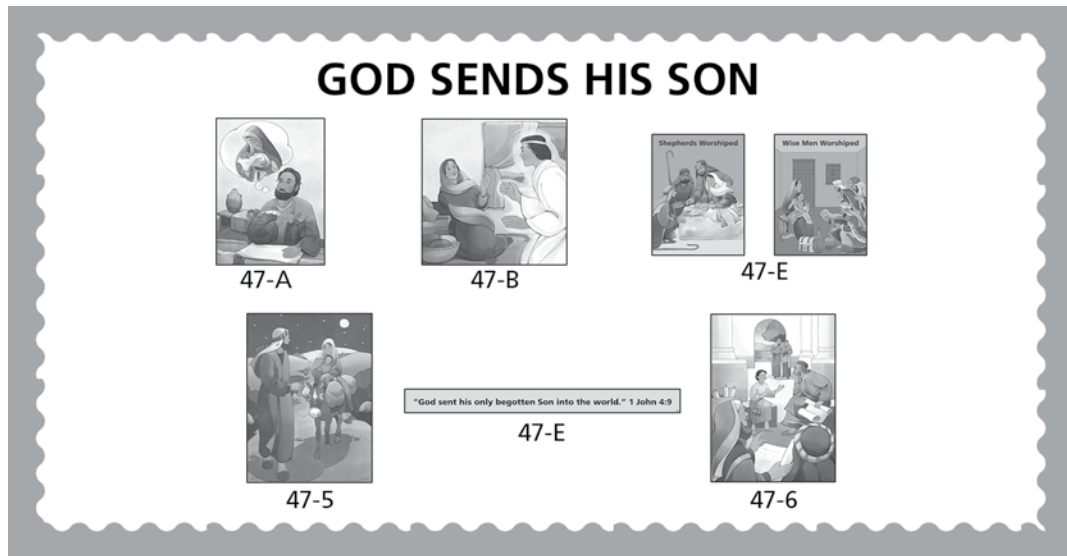 GOD SENDS HIS SON
Shepherds Worshiped
Wise Men Worshiped
47-A
47-B
47-E
"God sent his only begotten Son into the world." 1 John 4:9
47-E
47-5
47-6